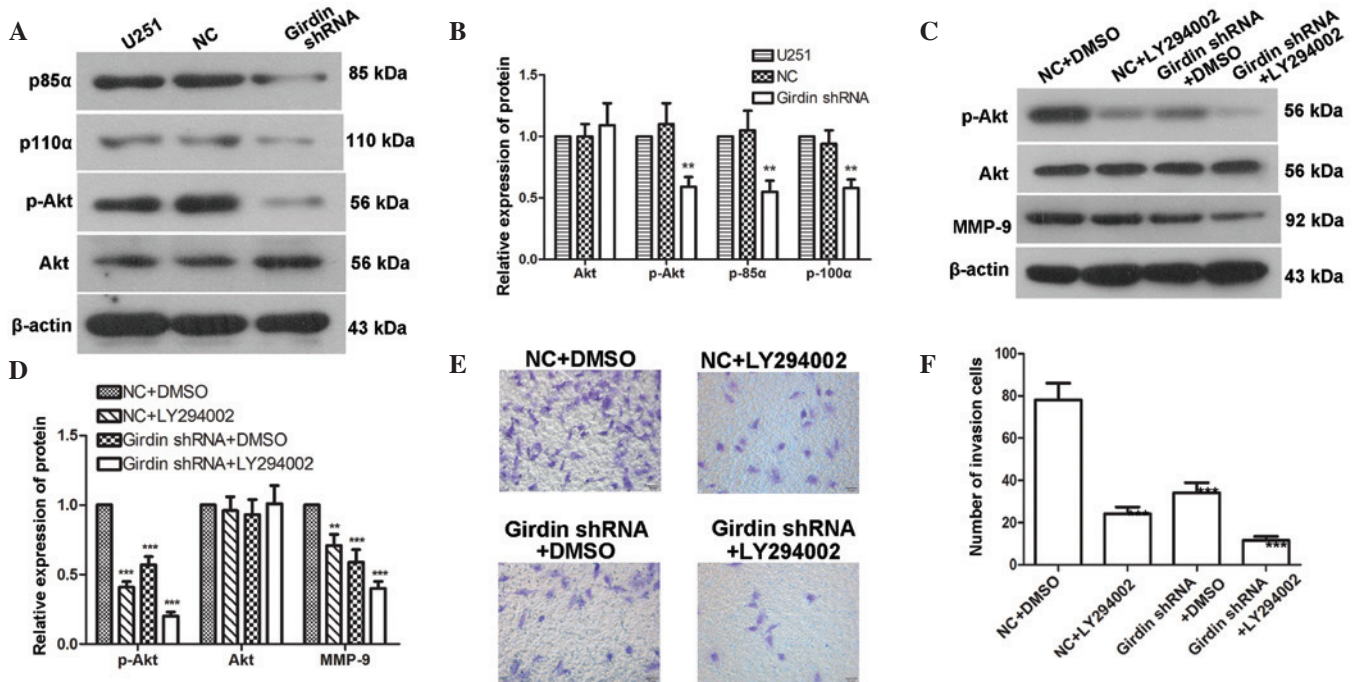 A
U251
NC
Girdin
shRNA
p85α
85 kDa
p110α
110 kDa
p-Akt
56 kDa
Akt
56 kDa
β-actin
43 kDa
B
U251
NC
Girdin shRNA
Relative expression of protein
1.5
1.0
0.5
0.0
**
**
**
Akt
p-Akt
p-85α
p-100α
C
NC+DMSO
NC+LY294002
Girdin shRNA
+DMSO
Girdin shRNA
+LY294002
p-Akt
56 kDa
Akt
56 kDa
MMP-9
92 kDa
β-actin
43 kDa
D
NC+DMSO
NC+LY294002
Girdin shRNA+DMSO
Girdin shRNA+LY294002
Relative expression of protein
1.5
1.0
0.5
0.0
***
***
***
**
***
***
p-Akt
Akt
MMP-9
E
NC+DMSO
NC+LY294002
Girdin shRNA
+DMSO
Girdin shRNA
+LY294002
F
Number of invasion cells
100
80
60
40
20
0
***
***
***
NC+DMSO
NC+LY294002
Girdin shRNA
+DMSO
Girdin shRNA
+LY294002